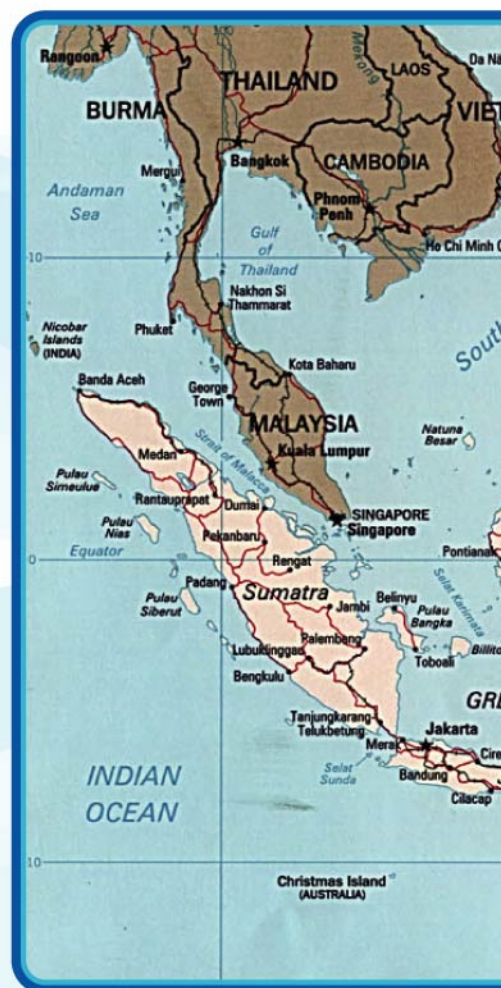 Rangoon
Mekong
LAOS
THAILAND
BURMA
Bangkok
CAMBODIA
Mergui
Phnom
Penh
Andaman
Sea
Gulf
of
Thailand
Ho Chi Minh
10
Nakhon Si
Thammarat
Phuket
Nicobar
Islands
(INDIA)
South
Banda Aceh
Kota Baharu
George
Town
MALAYSIA
Kuala Lumpur
Natuna
Besar
Strait of Malacca
Medan
Pulau
Simeulue
Rantauprapat
Dumai
SINGAPORE
Singapore
Pulau
Nias
Pekanbaru
Equator
0
Pontianak
Rengat
Padang
Sumatra
Selat Karimata
Pulau
Siberut
Jambi
Belinyu
Pulau
Bangka
Palembang
Lubuklinggau
Billito
Toboali
Bengkulu
GRE
Tanjungkarang-
Telukbetung
Jakarta
Merak
Cire
Selat
Sunda
Bandung
Cilacap
INDIAN
OCEAN
10
Christmas Island
(AUSTRALIA)